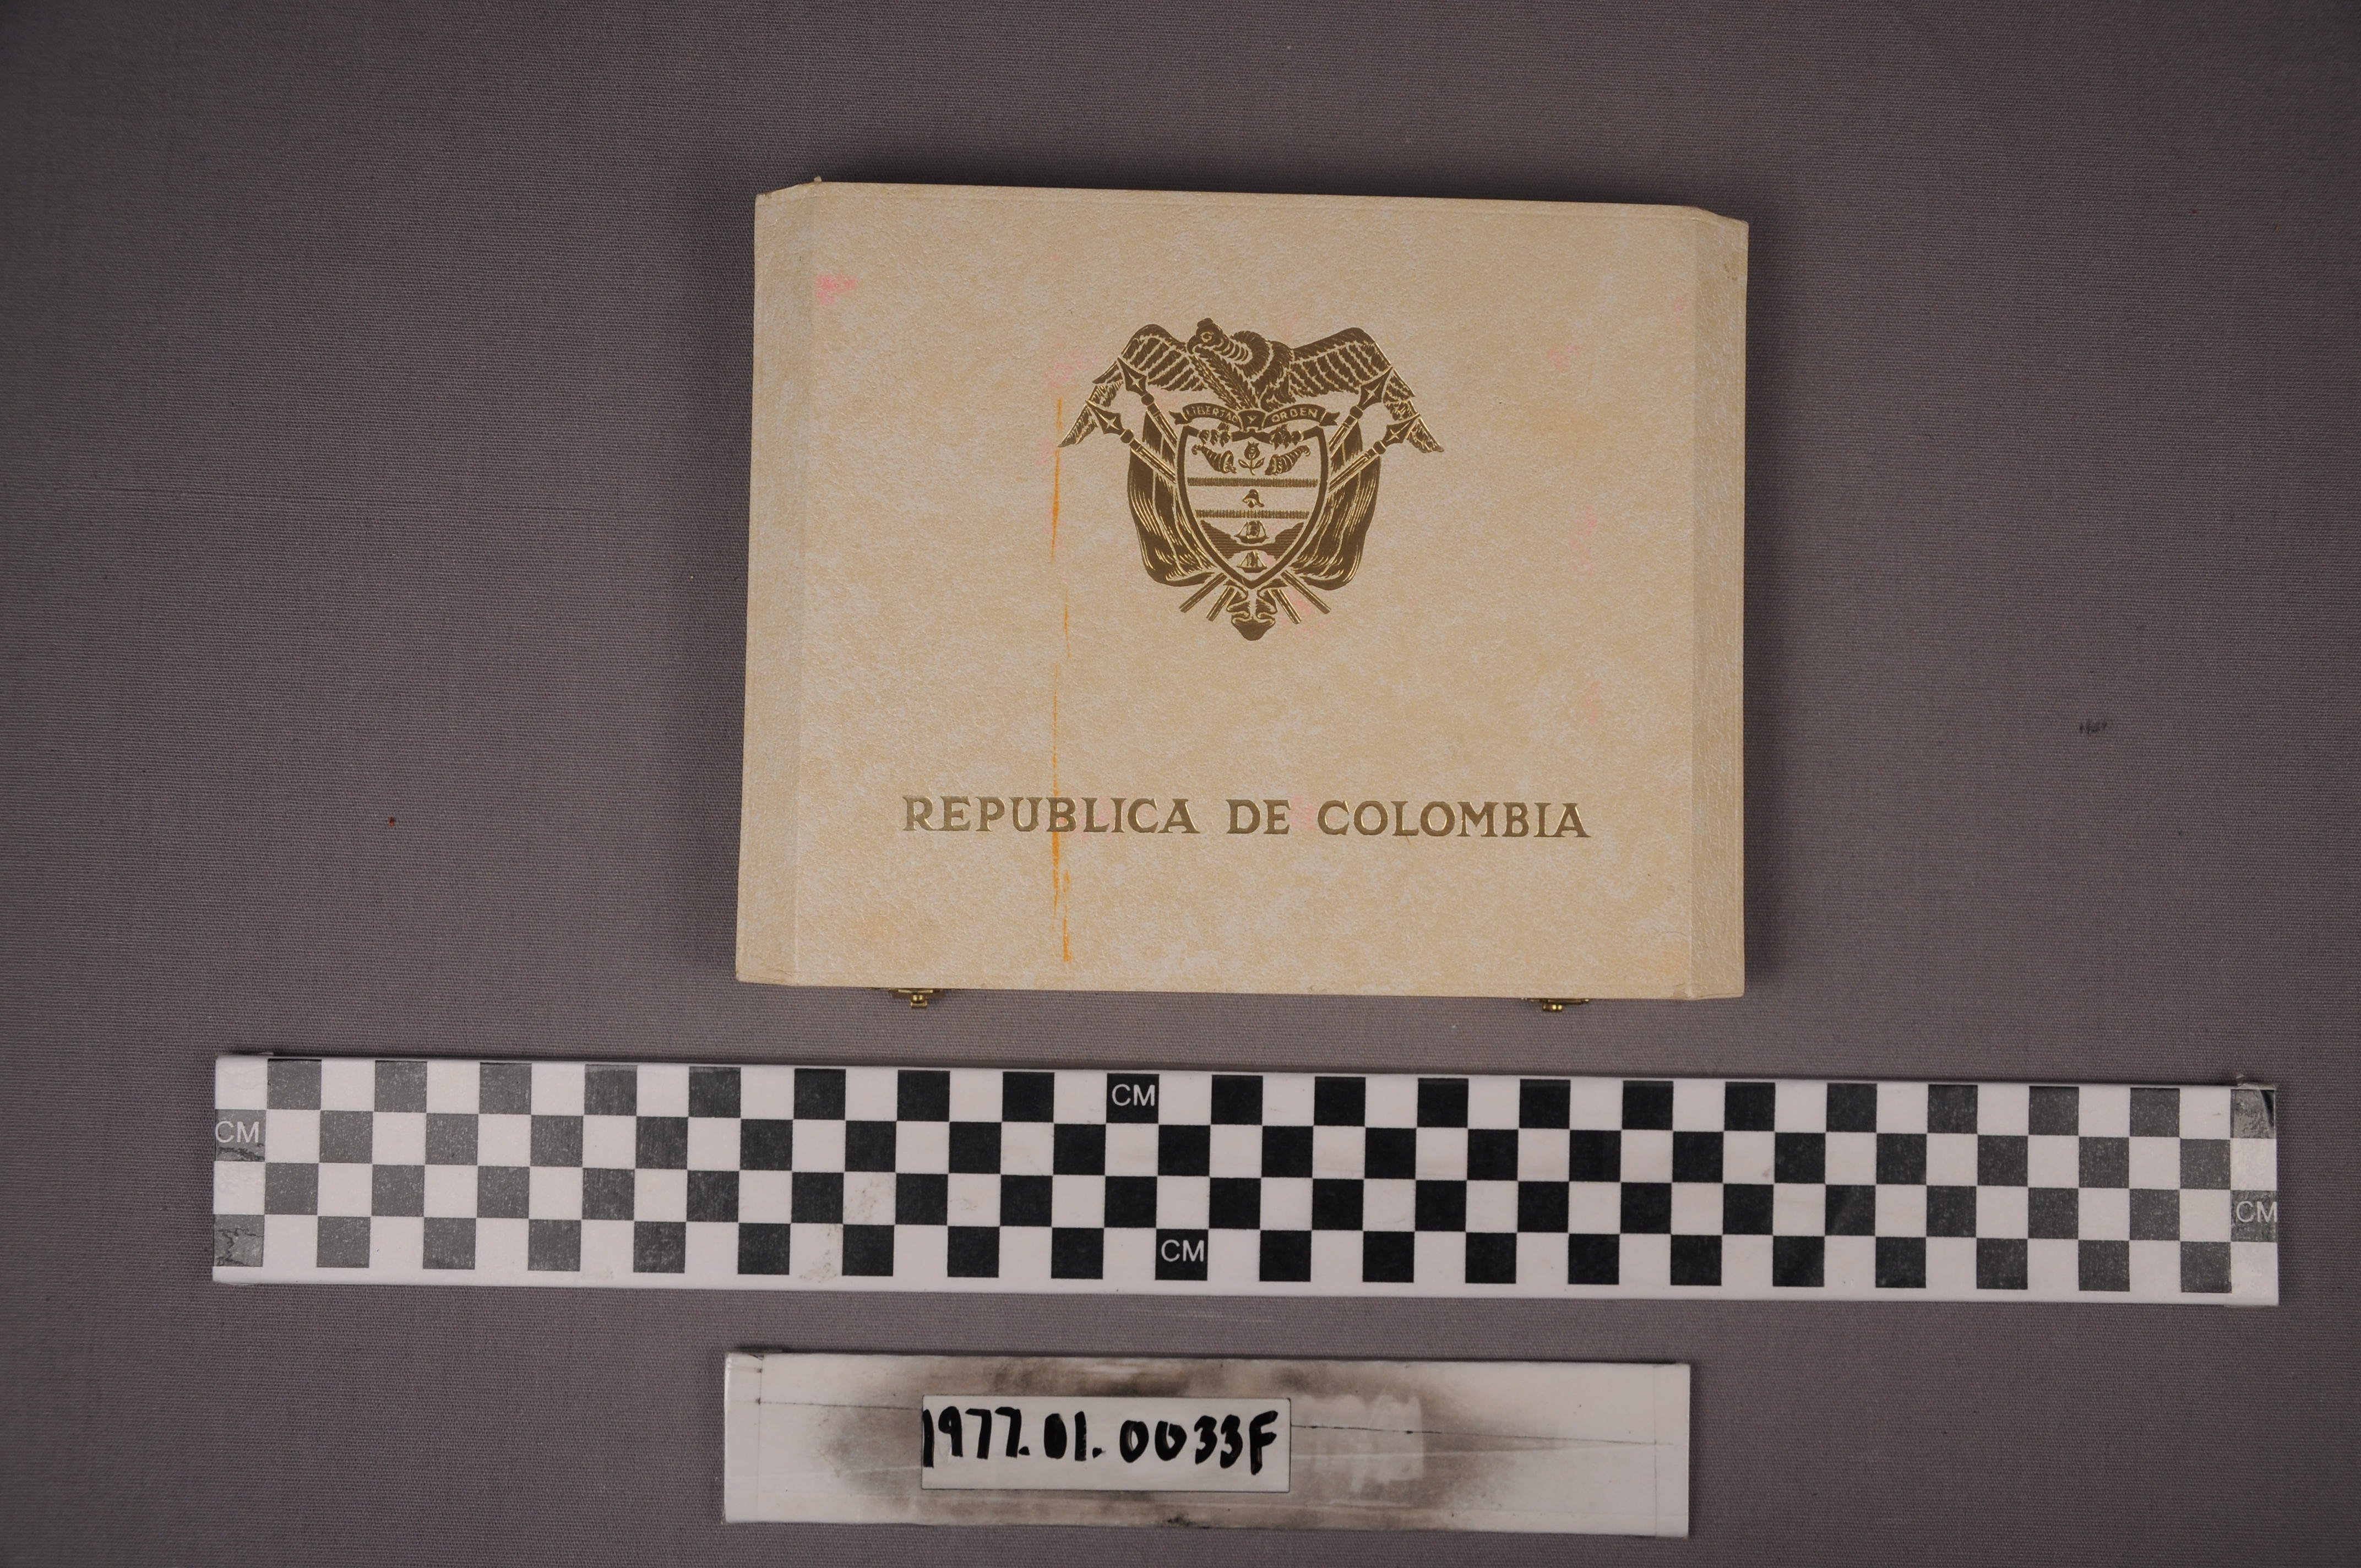 LIBERTAD Y ORDEN
REPUBLICA DE COLOMBIA
CM
CM
CM
CM
1977.01.0033F